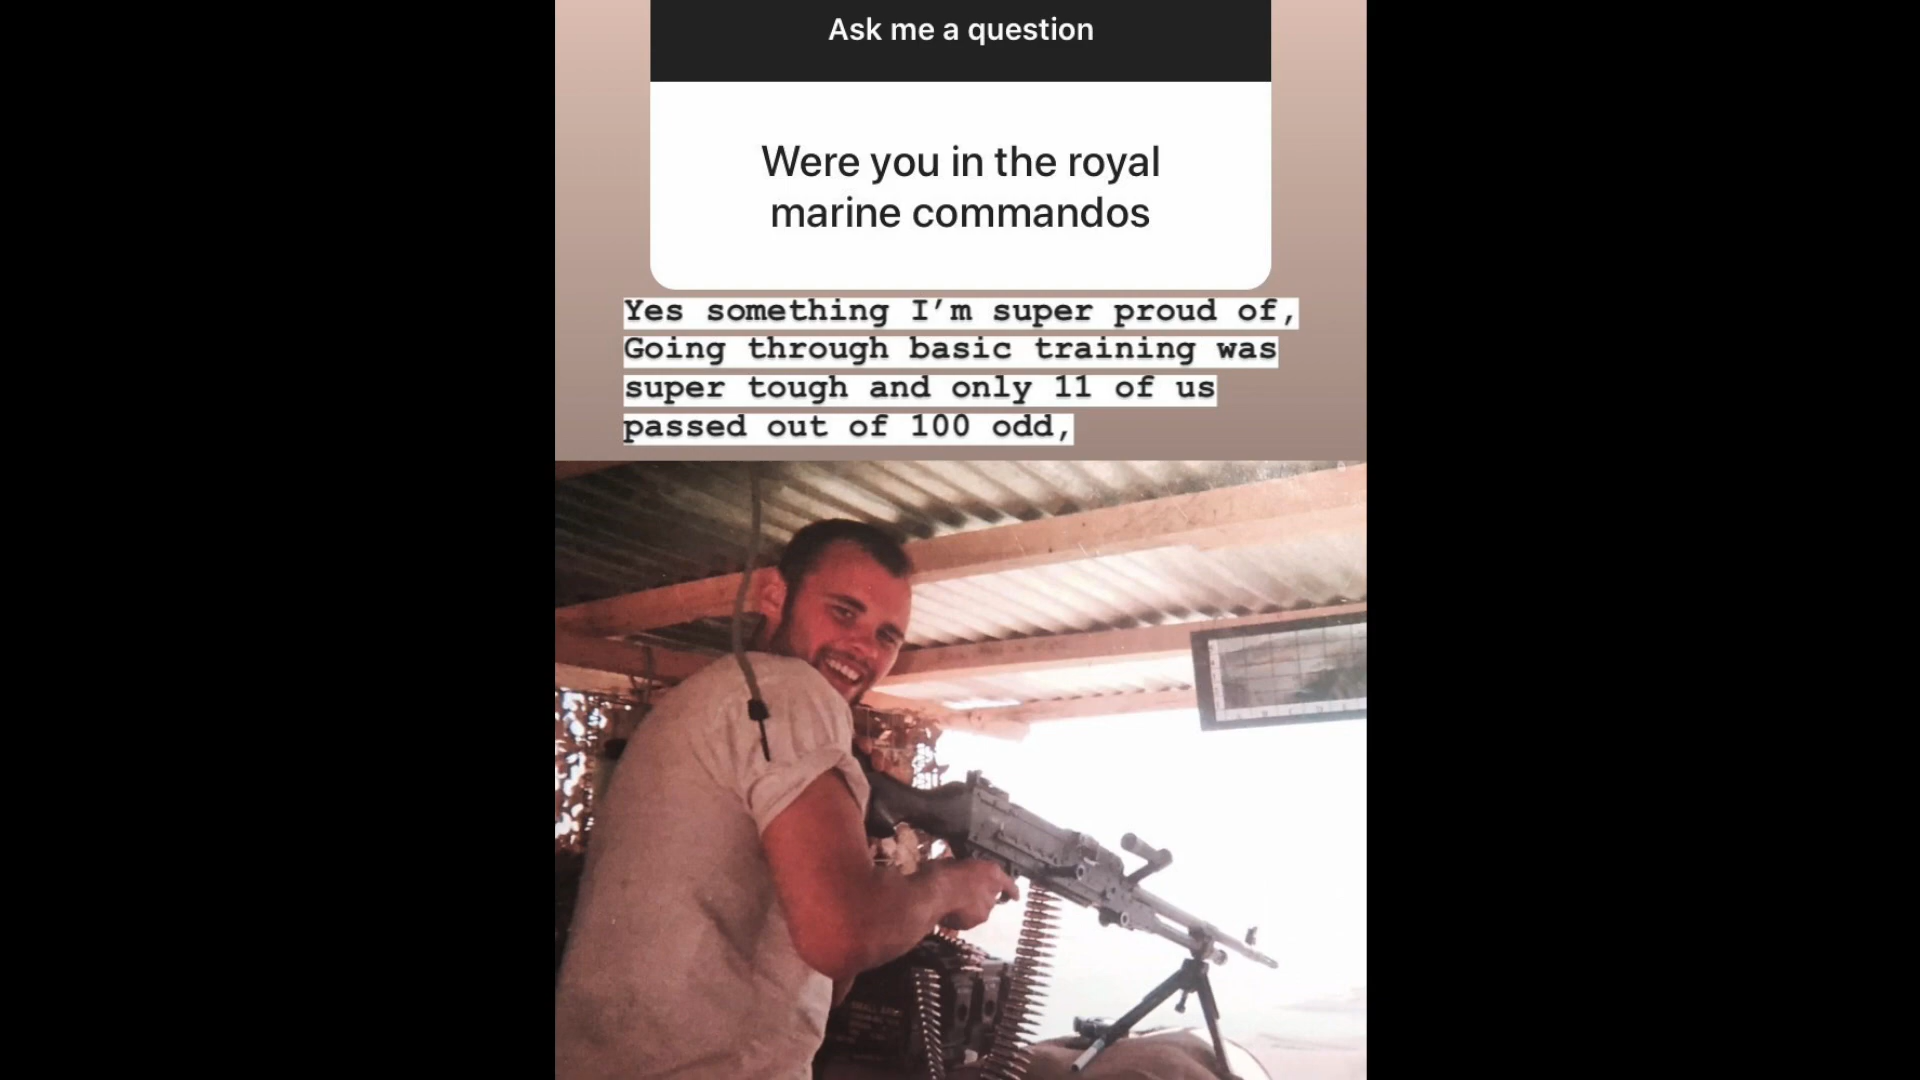 Ask me a question
Were you in the royal
marine commandos
Yes something I'm super proud of,
Going through basic training was
super tough and only 11 of us
passed out of 100 odd,